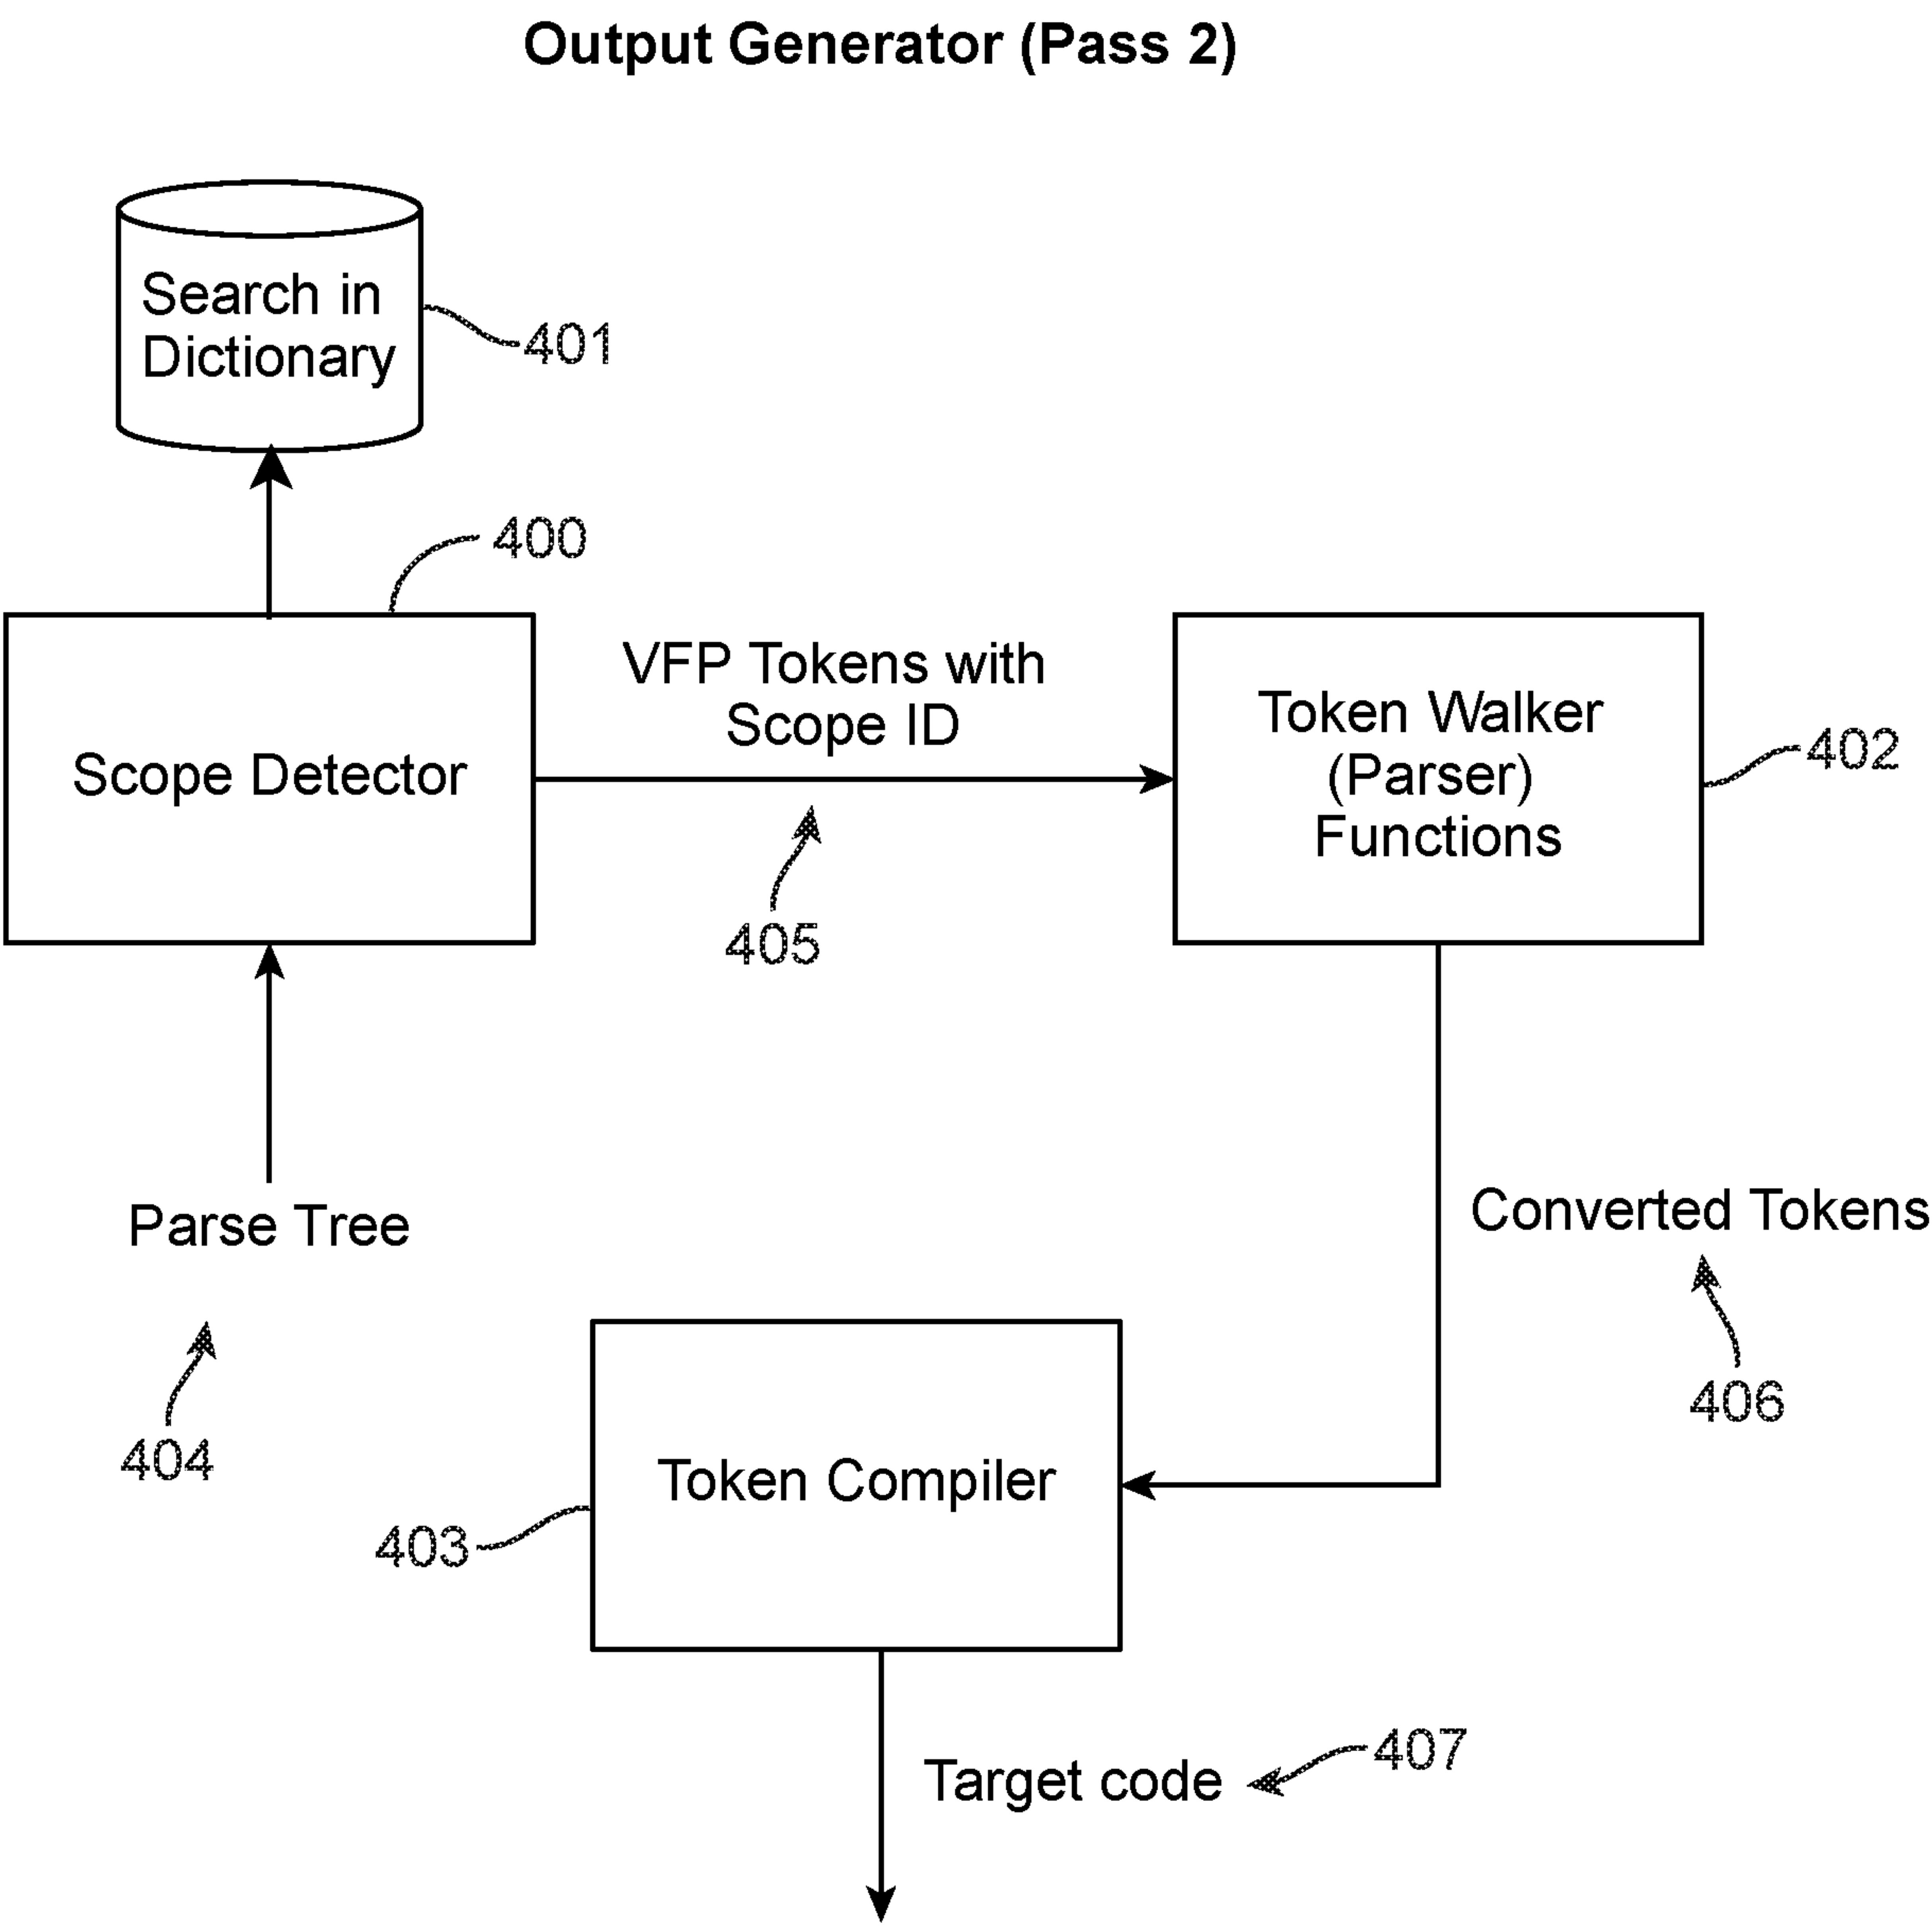 Output Generator (Pass 2)
Search in
Dictionary
401
400
Scope Detector
VFP Tokens with
Scope ID
405
Token Walker
(Parser)
Functions
402
Parse Tree
404
Converted Tokens
406
Token Compiler
403
Target code
407